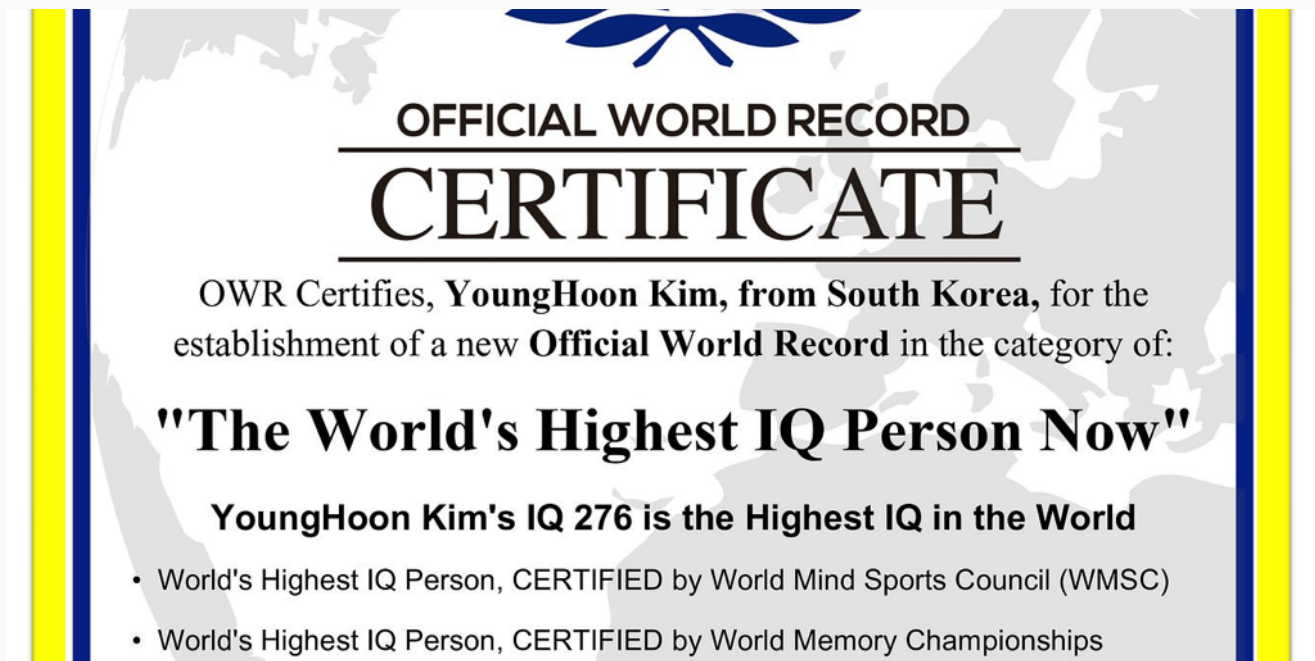 OFFICIAL WORLD RECORD
CERTIFICATE
OWR Certifies, YoungHoon Kim, from South Korea, for the
establishment of a new Official World Record in the category of:
"The World's Highest IQ Person Now"
YoungHoon Kim's IQ 276 is the Highest IQ in the World
• World's Highest IQ Person, CERTIFIED by World Mind Sports Council (WMSC)
• World's Highest IQ Person, CERTIFIED by World Memory Championships